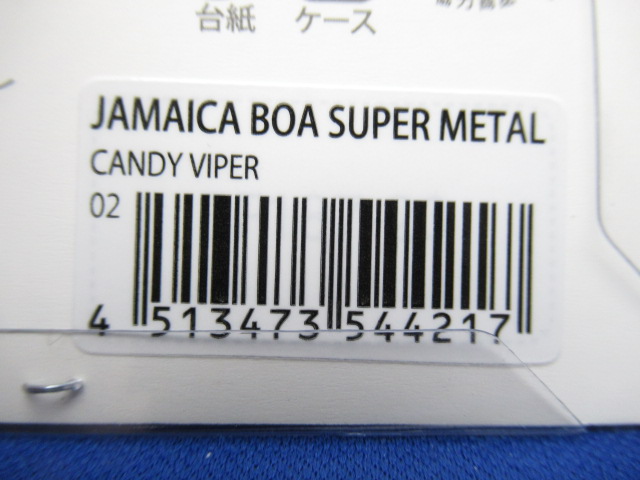 台紙 ケース
JAMAICA BOA SUPER METAL
CANDY VIPER
02
4 513473 544217